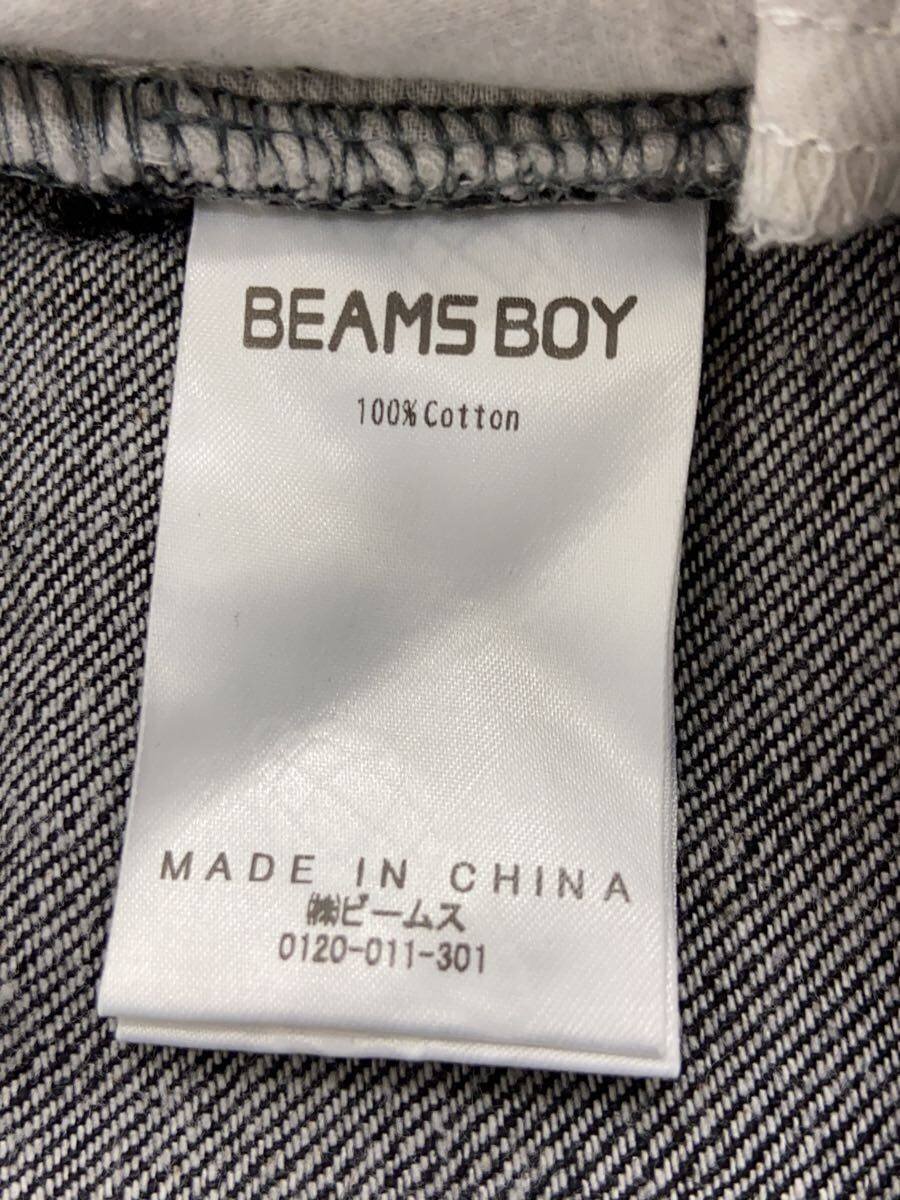 BEAMS BOY
100% Cotton
MADE IN CHINA
㈱ビームス
0120-011-301